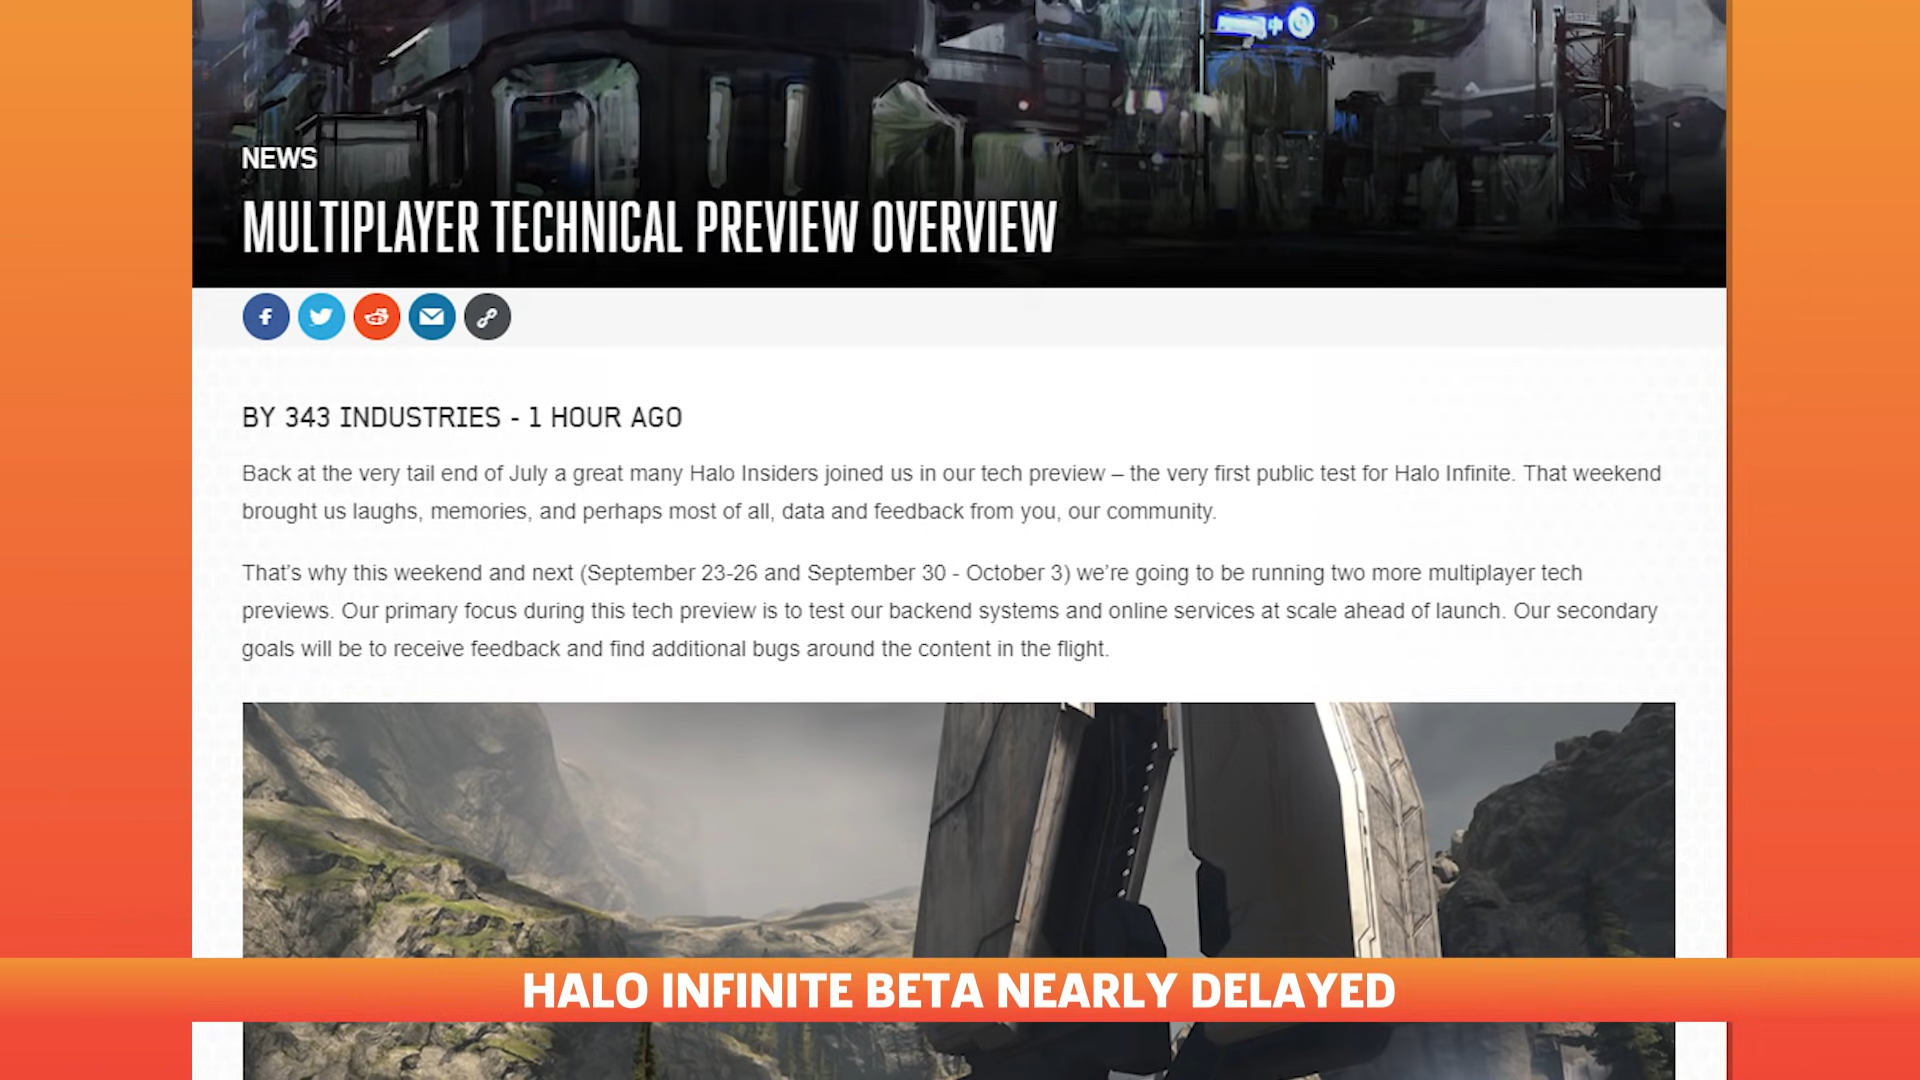 NEWS
MULTIPLAYER TECHNICAL PREVIEW OVERVIEW
BY 343 INDUSTRIES - 1 HOUR AGO
Back at the very tail end of July a great many Halo Insiders joined us in our tech preview – the very first public test for Halo Infinite. That weekend
brought us laughs, memories, and perhaps most of all, data and feedback from you, our community.
That’s why this weekend and next (September 23-26 and September 30 - October 3) we’re going to be running two more multiplayer tech
previews. Our primary focus during this tech preview is to test our backend systems and online services at scale ahead of launch. Our secondary
goals will be to receive feedback and find additional bugs around the content in the flight.
HALO INFINITE BETA NEARLY DELAYED